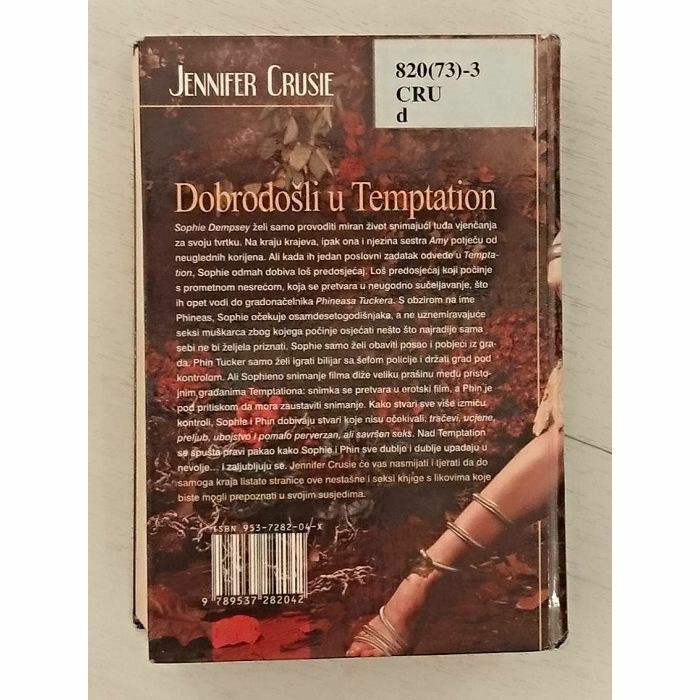 JENNIFER CRUSIE
820(73)-3
CRU
d
Dobrodošli u Temptation
Sophie Dempsey želi samo provoditi miran život snimajući tuđa vjenčanja
za svoju tvrtku. Na kraju krajeva, ipak ona i njezina sestra Amy potječu od
neuglednih korijena. Ali kada ih jedan poslovni zadatak odvede u Tempta-
tion, Sophie odmah dobiva loš predosjećaj. Loš predosjećaj koji počinje
s prometnom nesrećom, koja se pretvara u neugodno sučeljavanje, što
ih opet vodi do gradonačelnika Phineasa Tuckera. S obzirom na ime
Phineas, Sophie očekuje osamdesetogodišnjaka, a ne uznemiravajuće
seksi muškarca zbog kojega počinje osjećati nešto što najradije sama
sebi ne bi željela priznati. Sophie samo želi obaviti posao i pobjeći iz gra-
da. Phin Tucker samo želi igrati biljar sa šefom policije i držati grad pod
kontrolom. Ali Sophieno snimanje filma diže veliku prašinu među pristo-
jnim građanima Temptationa: snimka se pretvara u erotski film, a Phin je
pod pritiskom da mora zaustaviti snimanje. Kako stvari sve više izmiču
kontroli, Sophie i Phin dobivaju stvari koje nisu očekivali: tračevi, ucjene,
preljub, ubojstvo i pomalo perverzan, ali savršen seks. Nad Temptation
se spušta pravi pakao kako Sophie i Phin sve dublje i dublje upadaju u
nevolje... i zaljubljuju se. Jennifer Crusie će vas nasmijati i tjerati da do
samoga kraja listate stranice ove nestašne i seksi knjige s likovima koje
biste mogli prepoznati u svojim susjedima.
ISBN 953-7282-04-X
9 789537 282042